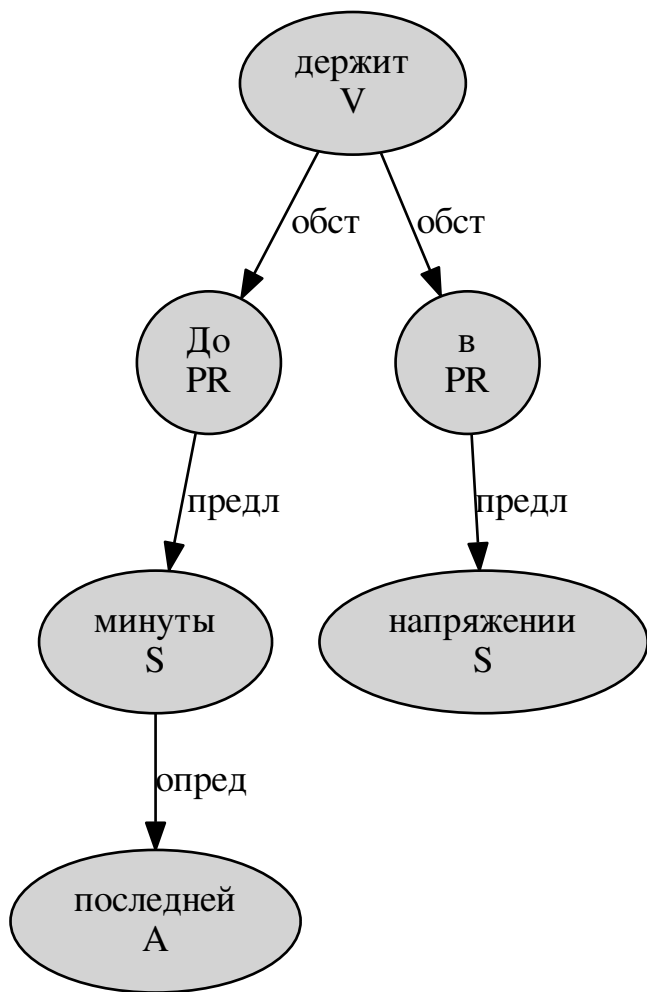 держит
V
обст
обст
До
PR
в
PR
предл
предл
минуты
S
напряжении
S
опред
последней
A